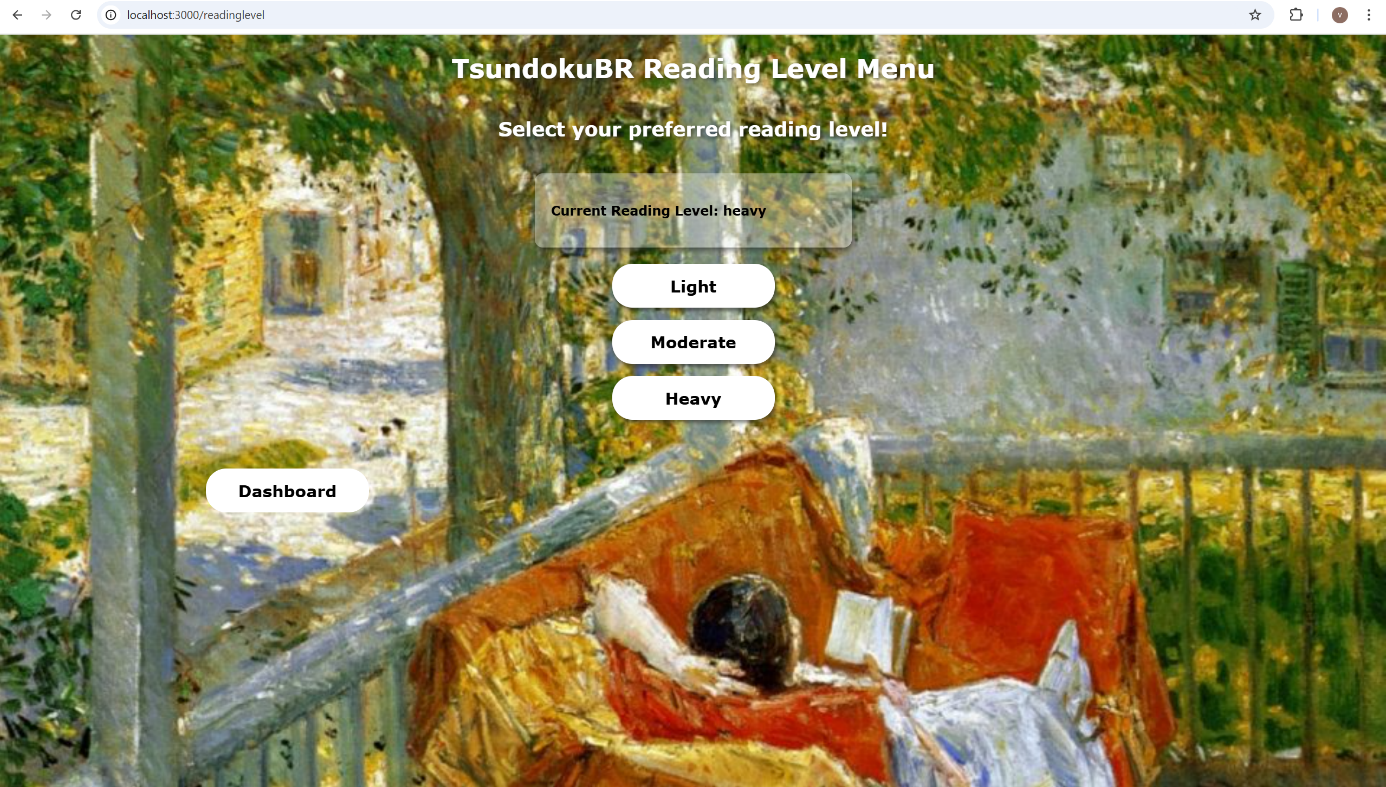 localhost:3000/readinglevel
V
TsundokuBR Reading Level Menu
Select your preferred reading level!
Current Reading Level: heavy
Light
Moderate
Heavy
Dashboard